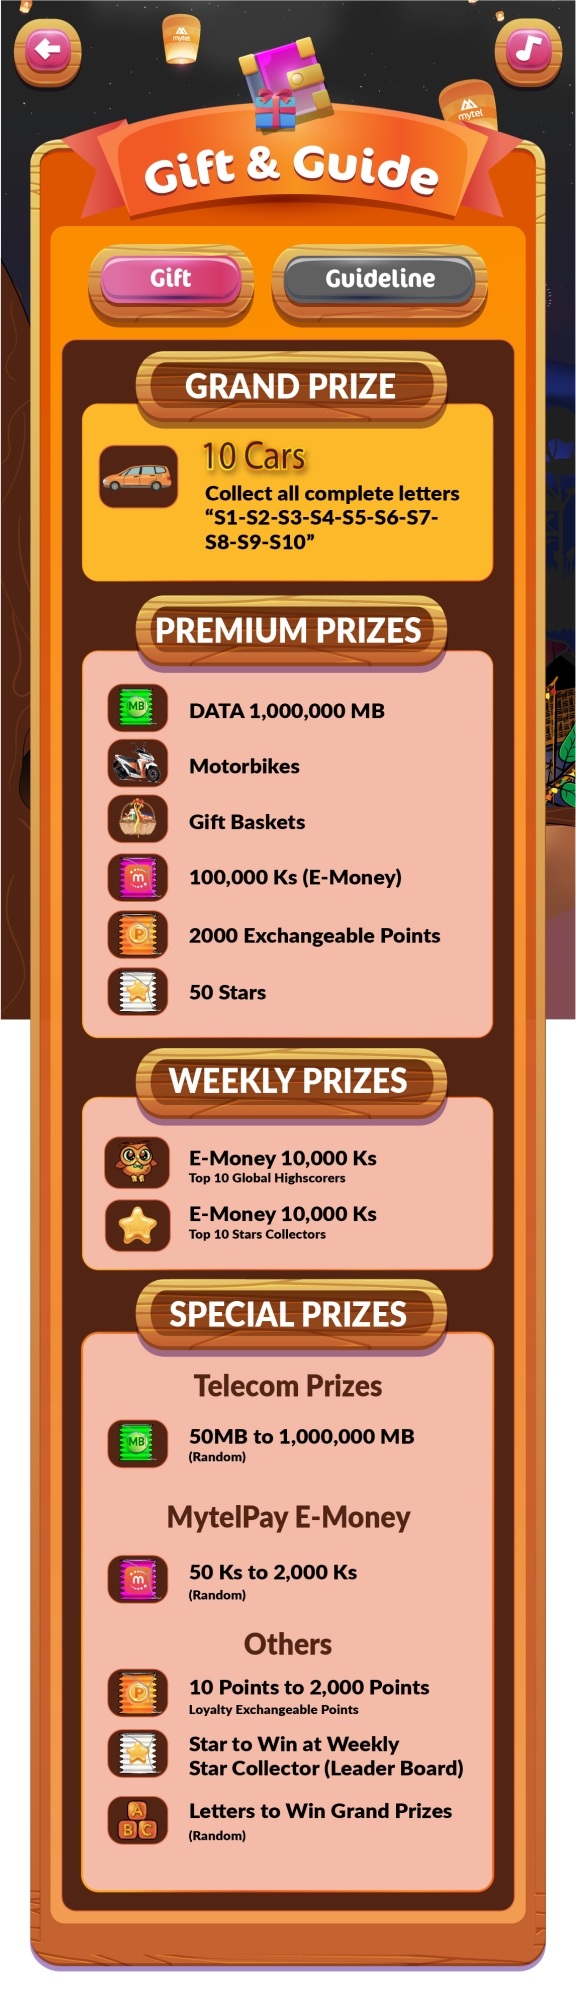 mytel
mytel
Gift & Guide
Gift
Guideline
GRAND PRIZE
10 Cars
Collect all complete letters
“S1-S2-S3-S4-S5-S6-S7-
S8-S9-S10”
PREMIUM PRIZES
MB
DATA 1,000,000 MB
Motorbikes
Gift Baskets
m
100,000 Ks (E-Money)
P
2000 Exchangeable Points
50 Stars
WEEKLY PRIZES
E-Money 10,000 Ks
Top 10 Global Highscorers
E-Money 10,000 Ks
Top 10 Stars Collectors
SPECIAL PRIZES
Telecom Prizes
MB
50MB to 1,000,000 MB
(Random)
MytelPay E-Money
m
50 Ks to 2,000 Ks
(Random)
Others
P
10 Points to 2,000 Points
Loyalty Exchangeable Points
Star to Win at Weekly
Star Collector (Leader Board)
A
B C
Letters to Win Grand Prizes
(Random)